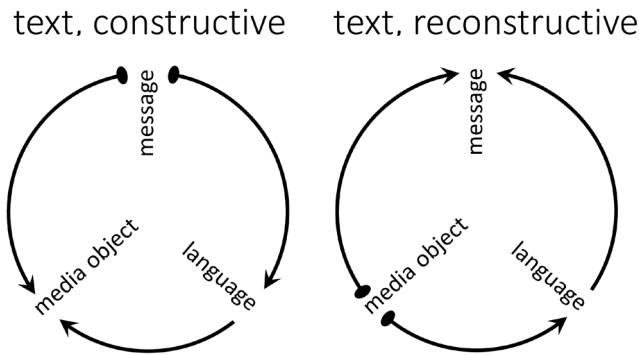 text, constructive
message
media object
language
text, reconstructive
message
media object
language